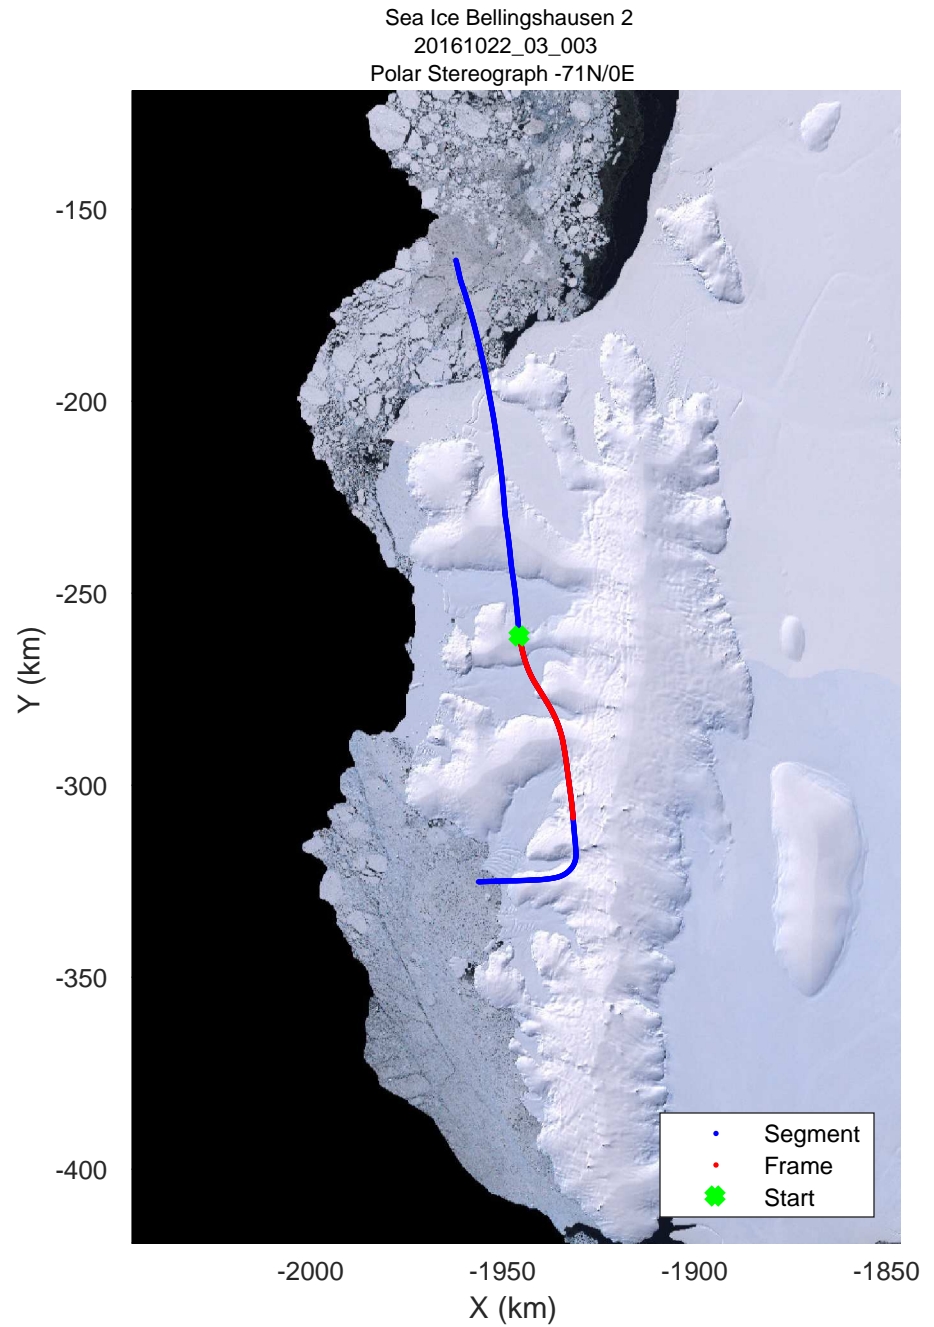 Sea Ice Bellingshausen 2
20161022_03_003
Polar Stereograph -71N/0E
-150
-200
-250
-300
-350
-400
Y (km)
-2000
-1950
-1900
-1850
X (km)
Segment
Frame
Start